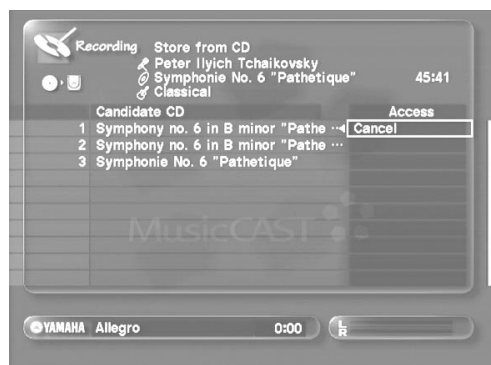 Recording Store from CD
Peter Ilyich Tchaikovsky
Symphonie No. 6 "Pathetique" 45:41
Classical
Candidate CD Access
1 Symphony no. 6 in B minor "Pathe ··· Cancel
2 Symphony no. 6 in B minor "Pathe ···
3 Symphonie No. 6 "Pathetique"
MusicCAST
YAMAHA Allegro 0:00 L
R